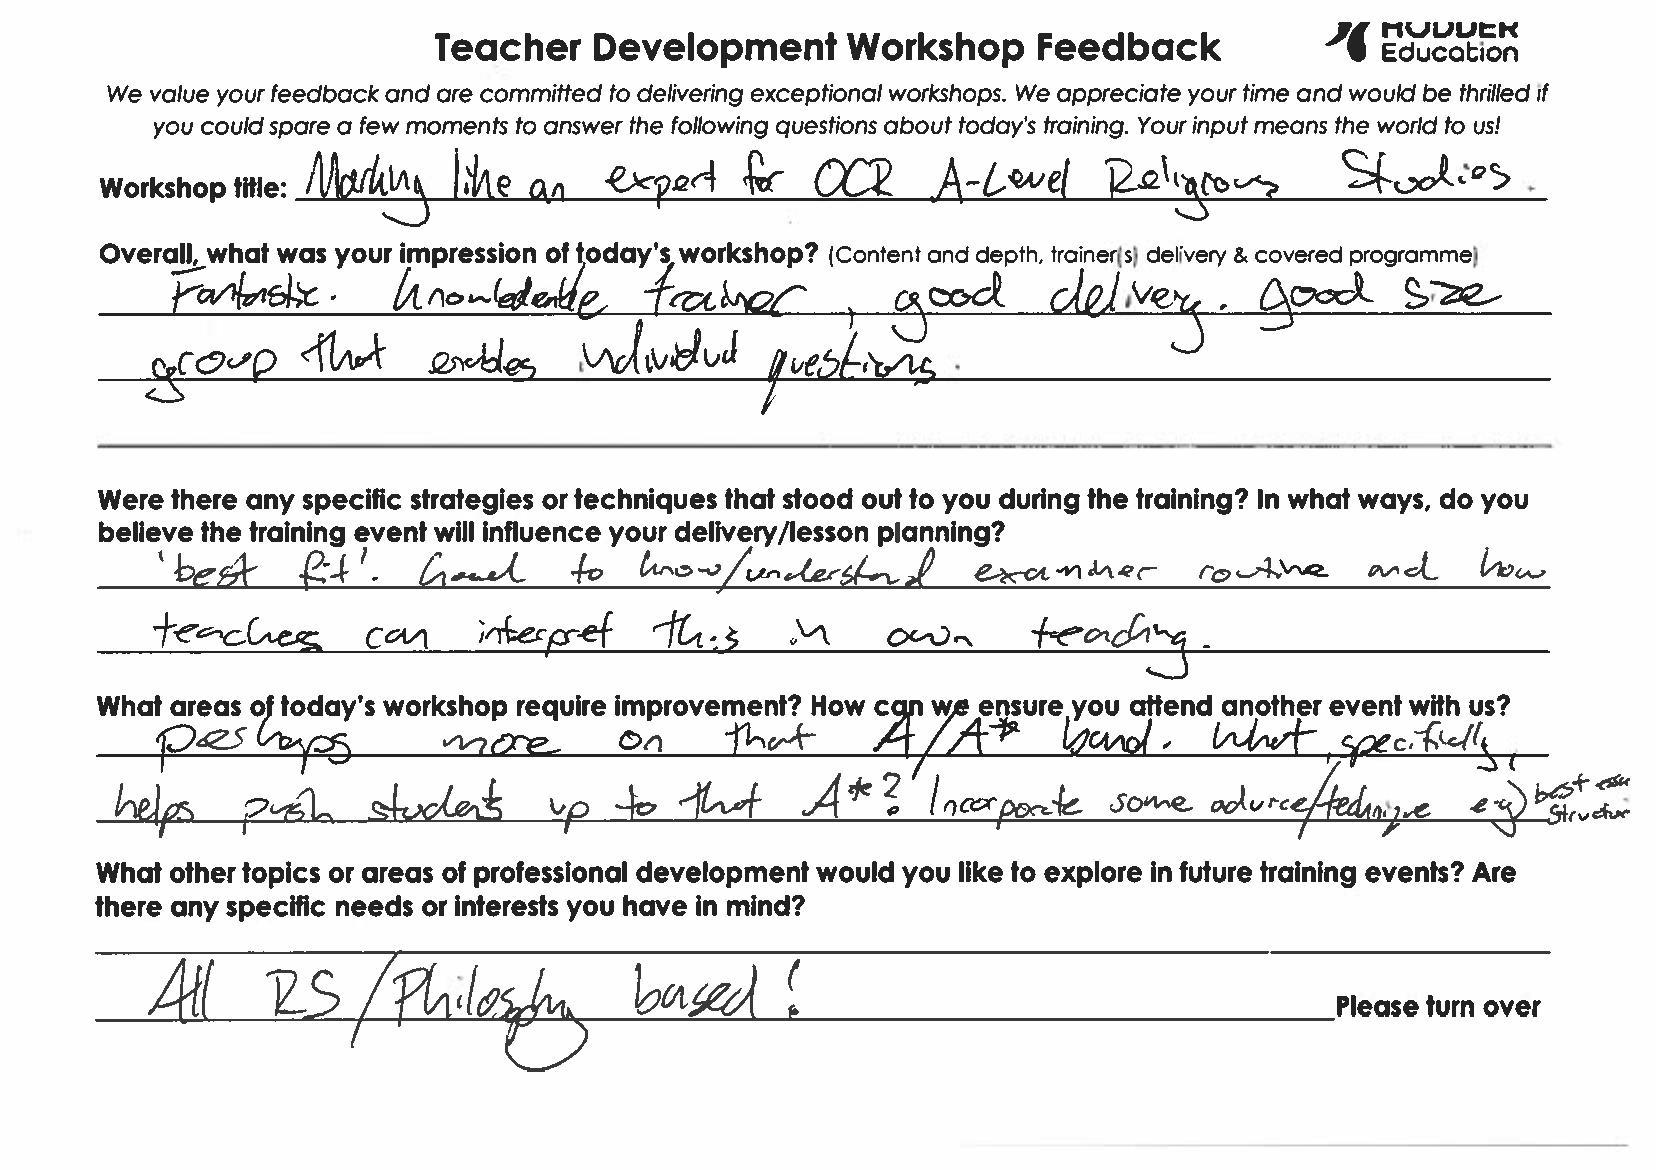 Teacher Development Workshop Feedback
HODDER
Education
We value your feedback and are committed to delivering exceptional workshops. We appreciate your time and would be thrilled if
you could spare a few moments to answer the following questions about today's training. Your input means the world to us!
Workshop title: Marking like an expert for OCR A-Level Religious Studies.
Overall, what was your impression of today's workshop? (Content and depth, trainer(s) delivery & covered programme)
Fantastic. Knowledgeable trainer, good delivery. Good size
group that enables individual questions.
Were there any specific strategies or techniques that stood out to you during the training? In what ways, do you
believe the training event will influence your delivery/lesson planning?
'best fit'. Good to know/understand examiner routine and how
teachers can interpret this in own teaching.
What areas of today's workshop require improvement? How can we ensure you attend another event with us?
Perhaps more on that A/A* band. What, specifically,
helps push students up to that A*? Incorporate some advice/technique eg) best
structure
What other topics or areas of professional development would you like to explore in future training events? Are
there any specific needs or interests you have in mind?
All RS/Philosophy based!
Please turn over